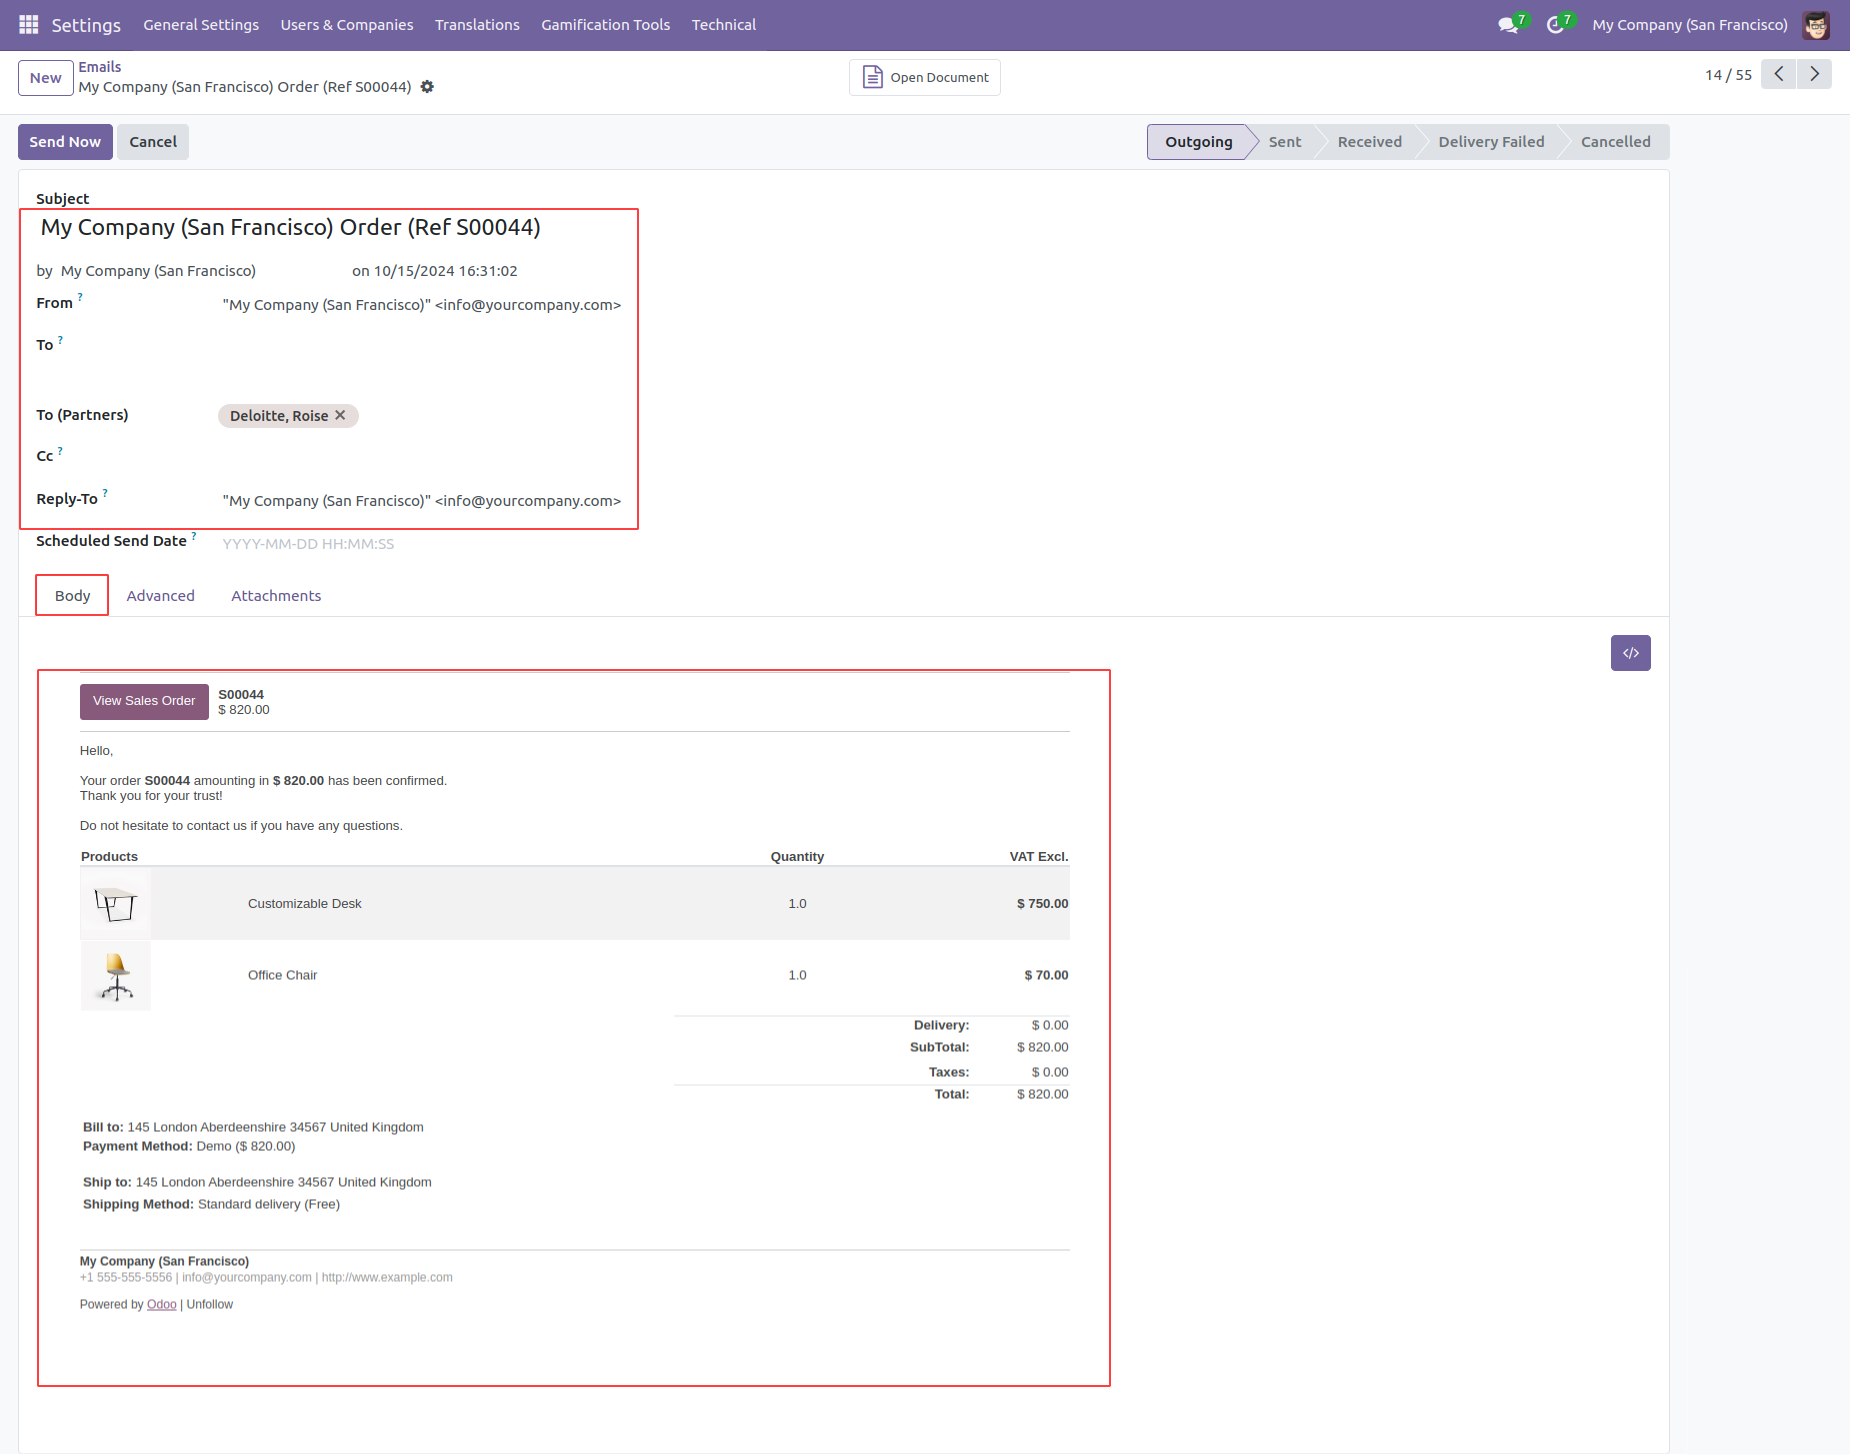 Settings General Settings Users & Companies Translations Gamification Tools Technical 7 7 My Company (San Francisco)
New Emails
My Company (San Francisco) Order (Ref S00044)
Open Document
14 / 55
Send Now Cancel
Outgoing Sent Received Delivery Failed Cancelled
Subject
My Company (San Francisco) Order (Ref S00044)
by My Company (San Francisco) on 10/15/2024 16:31:02
From ? "My Company (San Francisco)" <info@yourcompany.com>
To ?
To (Partners) Deloitte, Roise ✕
Cc ?
Reply-To ? "My Company (San Francisco)" <info@yourcompany.com>
Scheduled Send Date ? YYYY-MM-DD HH:MM:SS
Body Advanced Attachments
</>
View Sales Order S00044
$ 820.00
Hello,
Your order S00044 amounting in $ 820.00 has been confirmed.
Thank you for your trust!
Do not hesitate to contact us if you have any questions.
Products Quantity VAT Excl.
Customizable Desk 1.0 $ 750.00
Office Chair 1.0 $ 70.00
Delivery: $ 0.00
SubTotal: $ 820.00
Taxes: $ 0.00
Total: $ 820.00
Bill to: 145 London Aberdeenshire 34567 United Kingdom
Payment Method: Demo ($ 820.00)
Ship to: 145 London Aberdeenshire 34567 United Kingdom
Shipping Method: Standard delivery (Free)
My Company (San Francisco)
+1 555-555-5556 | info@yourcompany.com | http://www.example.com
Powered by Odoo | Unfollow